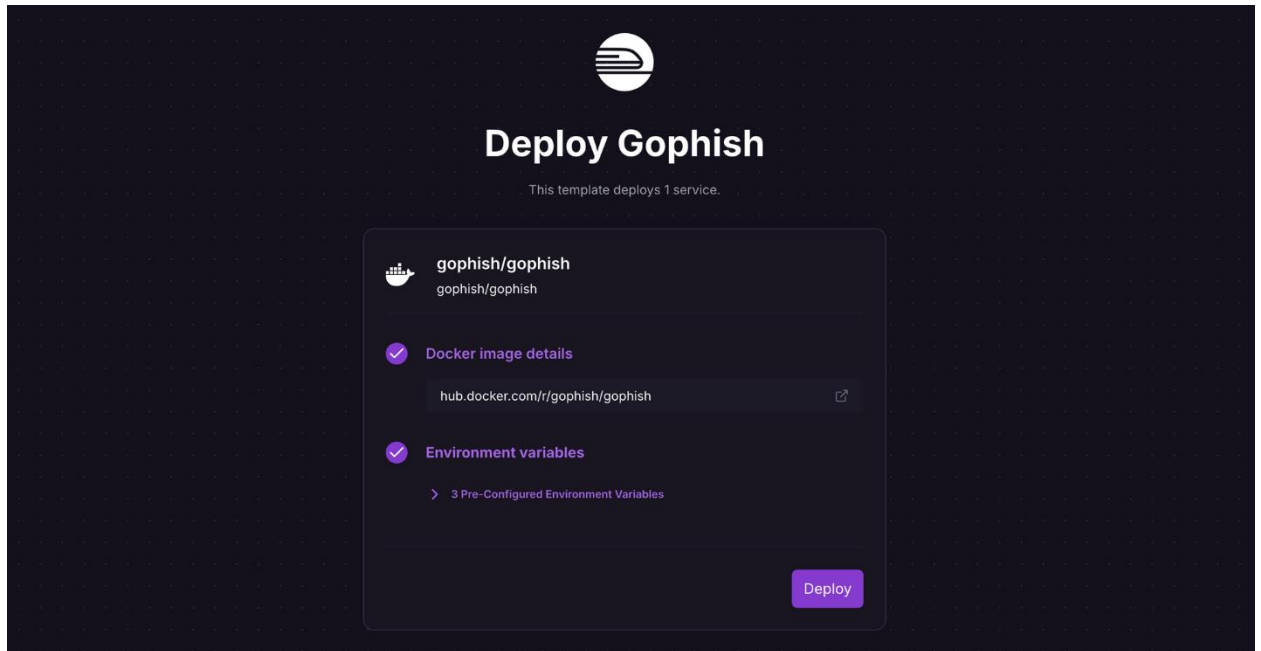 Deploy Gophish
This template deploys 1 service.
gophish/gophish
gophish/gophish
Docker image details
hub.docker.com/r/gophish/gophish
Environment variables
3 Pre-Configured Environment Variables
Deploy